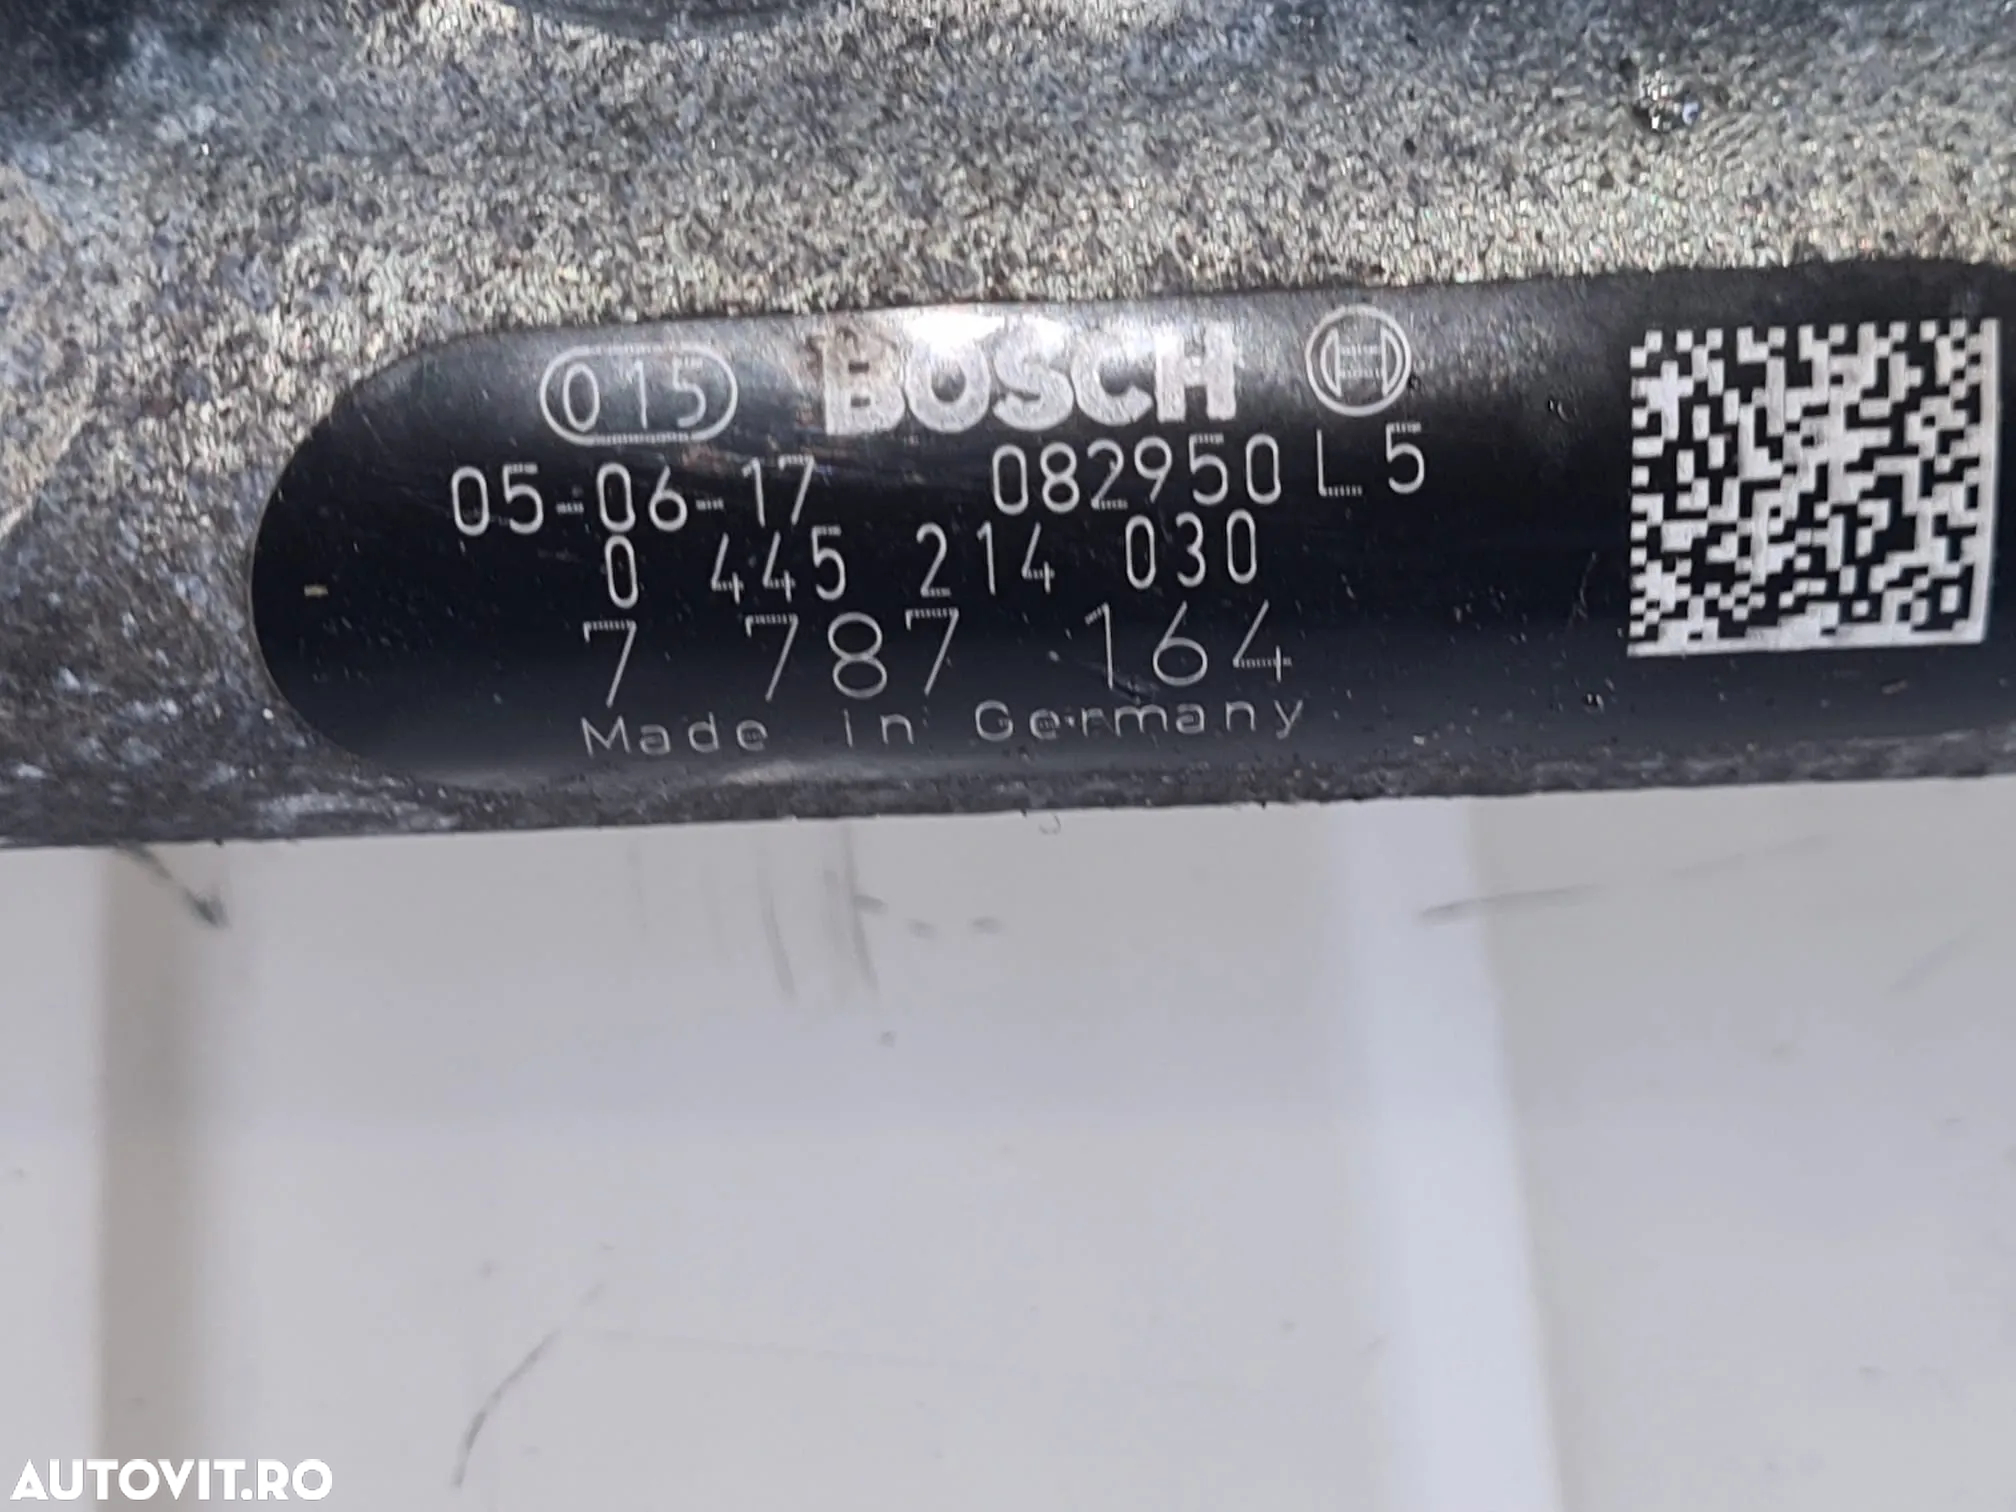 015 BOSCH
05-06-17 082950 L5
0 445 214 030
7 787 164
Made in Germany
AUTOVIT.RO